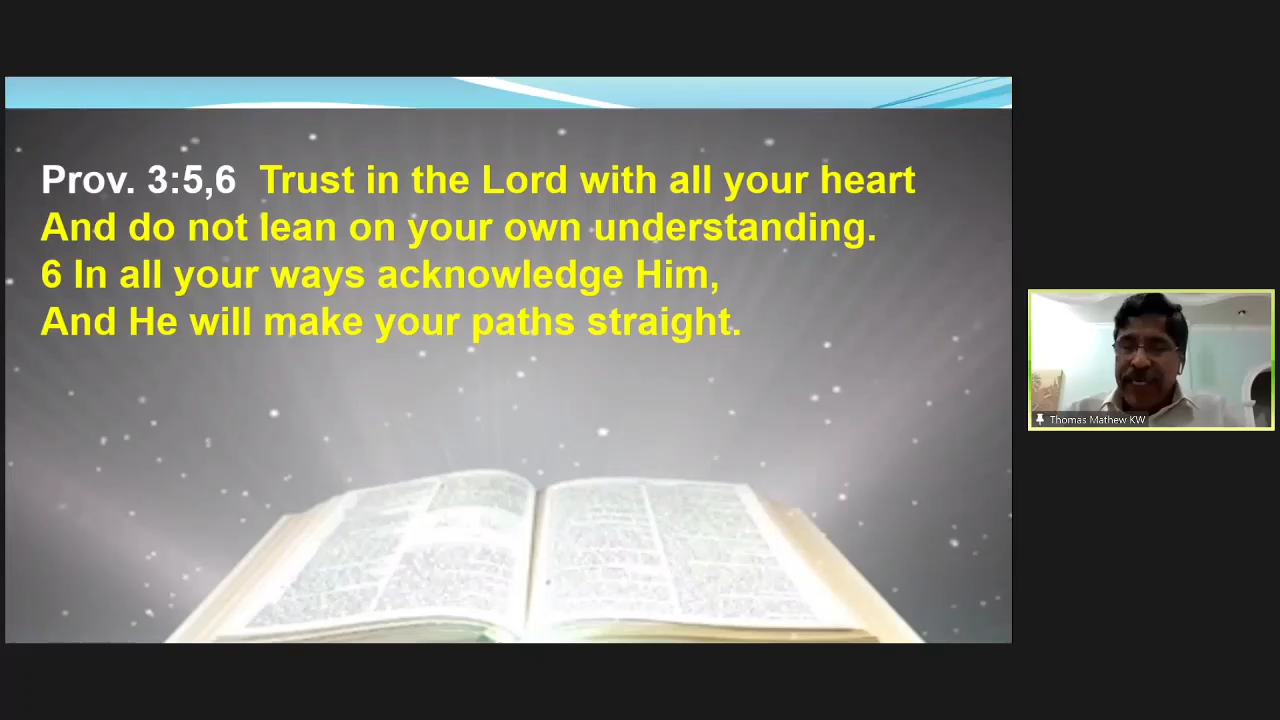 Prov. 3:5,6 Trust in the Lord with all your heart
And do not lean on your own understanding.
6 In all your ways acknowledge Him,
And He will make your paths straight.
Thomas Mathew KW